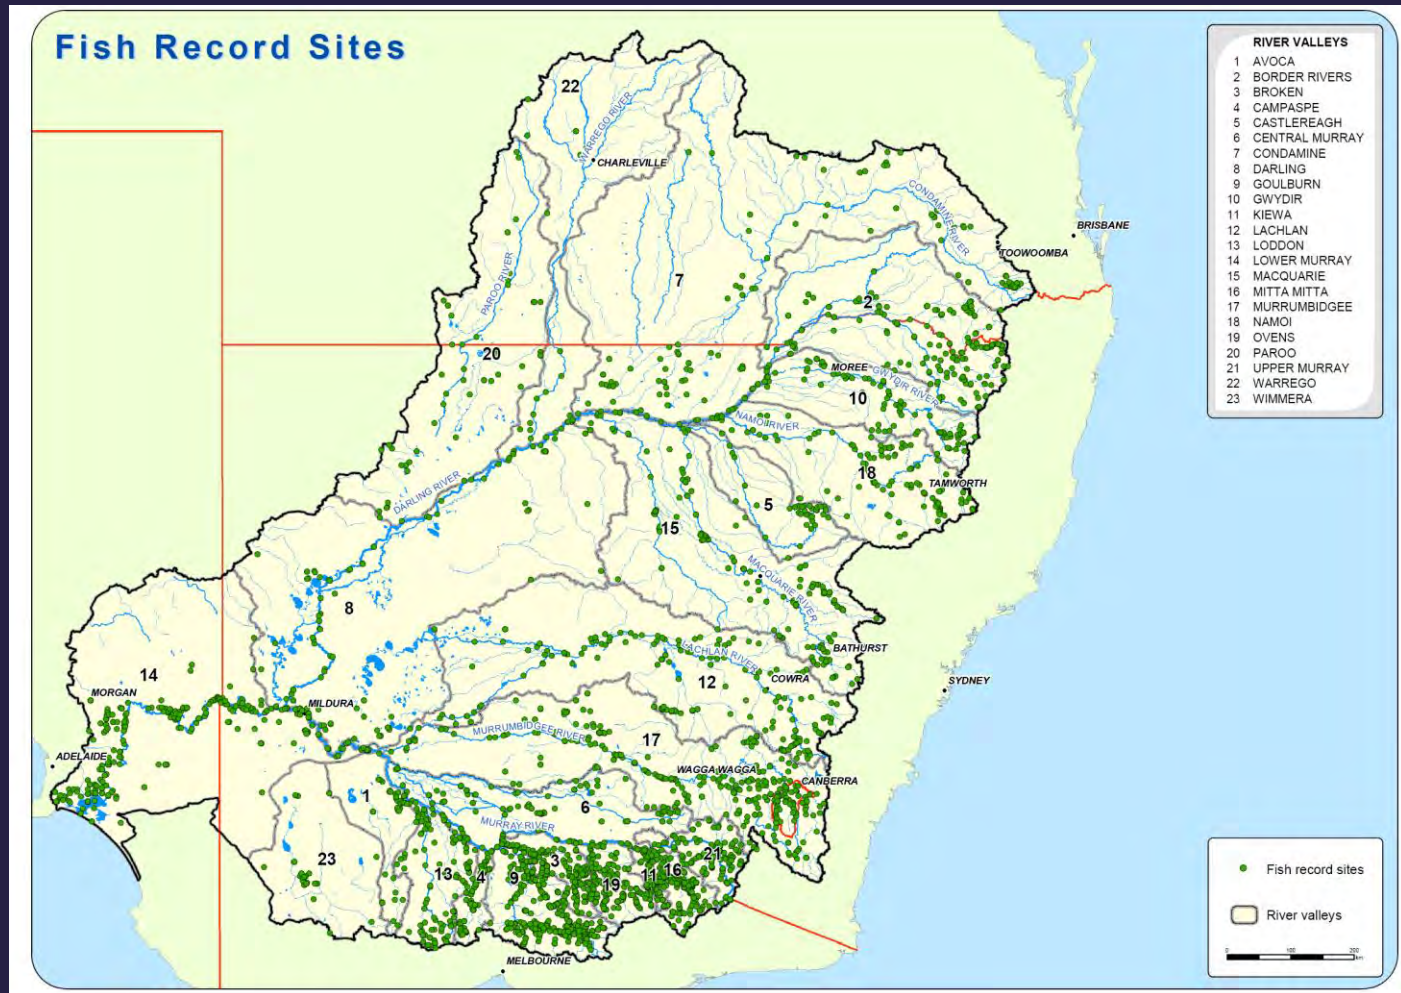 Fish Record Sites
RIVER VALLEYS
1 AVOCA
2 BORDER RIVERS
3 BROKEN
4 CAMPASPE
5 CASTLEREAGH
6 CENTRAL MURRAY
7 CONDAMINE
8 DARLING
9 GOULBURN
10 GWYDIR
11 KIEWA
12 LACHLAN
13 LODDON
14 LOWER MURRAY
15 MACQUARIE
16 MITTA MITTA
17 MURRUMBIDGEE
18 NAMOI
19 OVENS
20 PAROO
21 UPPER MURRAY
22 WARREGO
23 WIMMERA
22
WARREGO RIVER
CHARLEVILLE
CONDAMINE RIVER
BRISBANE
TOOWOOMBA
PAROO RIVER
7
2
20
MOREE
GWYDIR RIVER
10
NAMOI RIVER
18
TAMWORTH
DARLING RIVER
5
15
MACQUARIE RIVER
8
14
LACHLAN RIVER
BATHURST
COWRA
SYDNEY
12
MORGAN
MILDURA
MURRUMBIDGEE RIVER
17
ADELAIDE
WAGGA WAGGA
CANBERRA
1
6
MURRAY RIVER
23
13
4
9
3
19
11
16
21
MELBOURNE
Fish record sites
River valleys
0 100 200
km